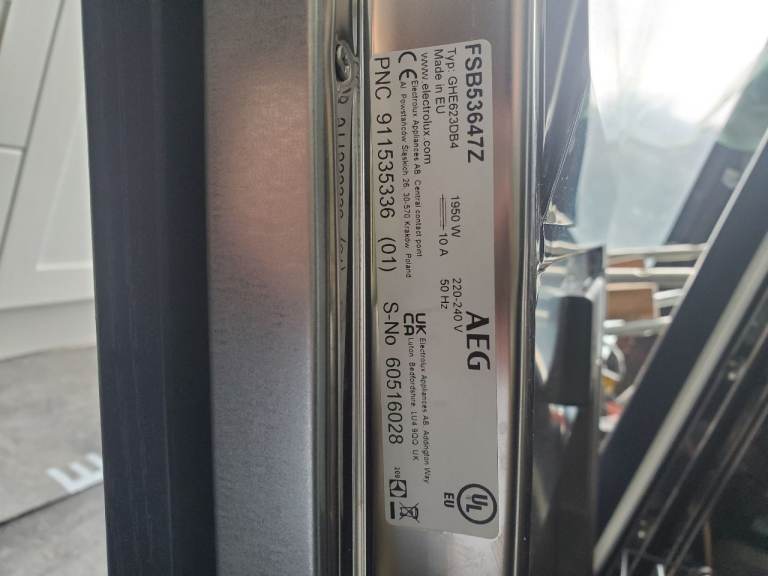 FSB53647Z
AEG
Typ: GHE623DB4
1950 W
220-240 V
Made in EU
10 A
50 Hz
www.electrolux.com
Electrolux Appliances AB. Central contact point
Al. Powstańców Śląskich 26, 30-570 Kraków, Poland
UK
CA
Electrolux Appliances AB. Addington Way
Luton, Bedfordshire, LU4 9QQ UK
PNC 911535336 (01)
S-No 60516028
UL
EU